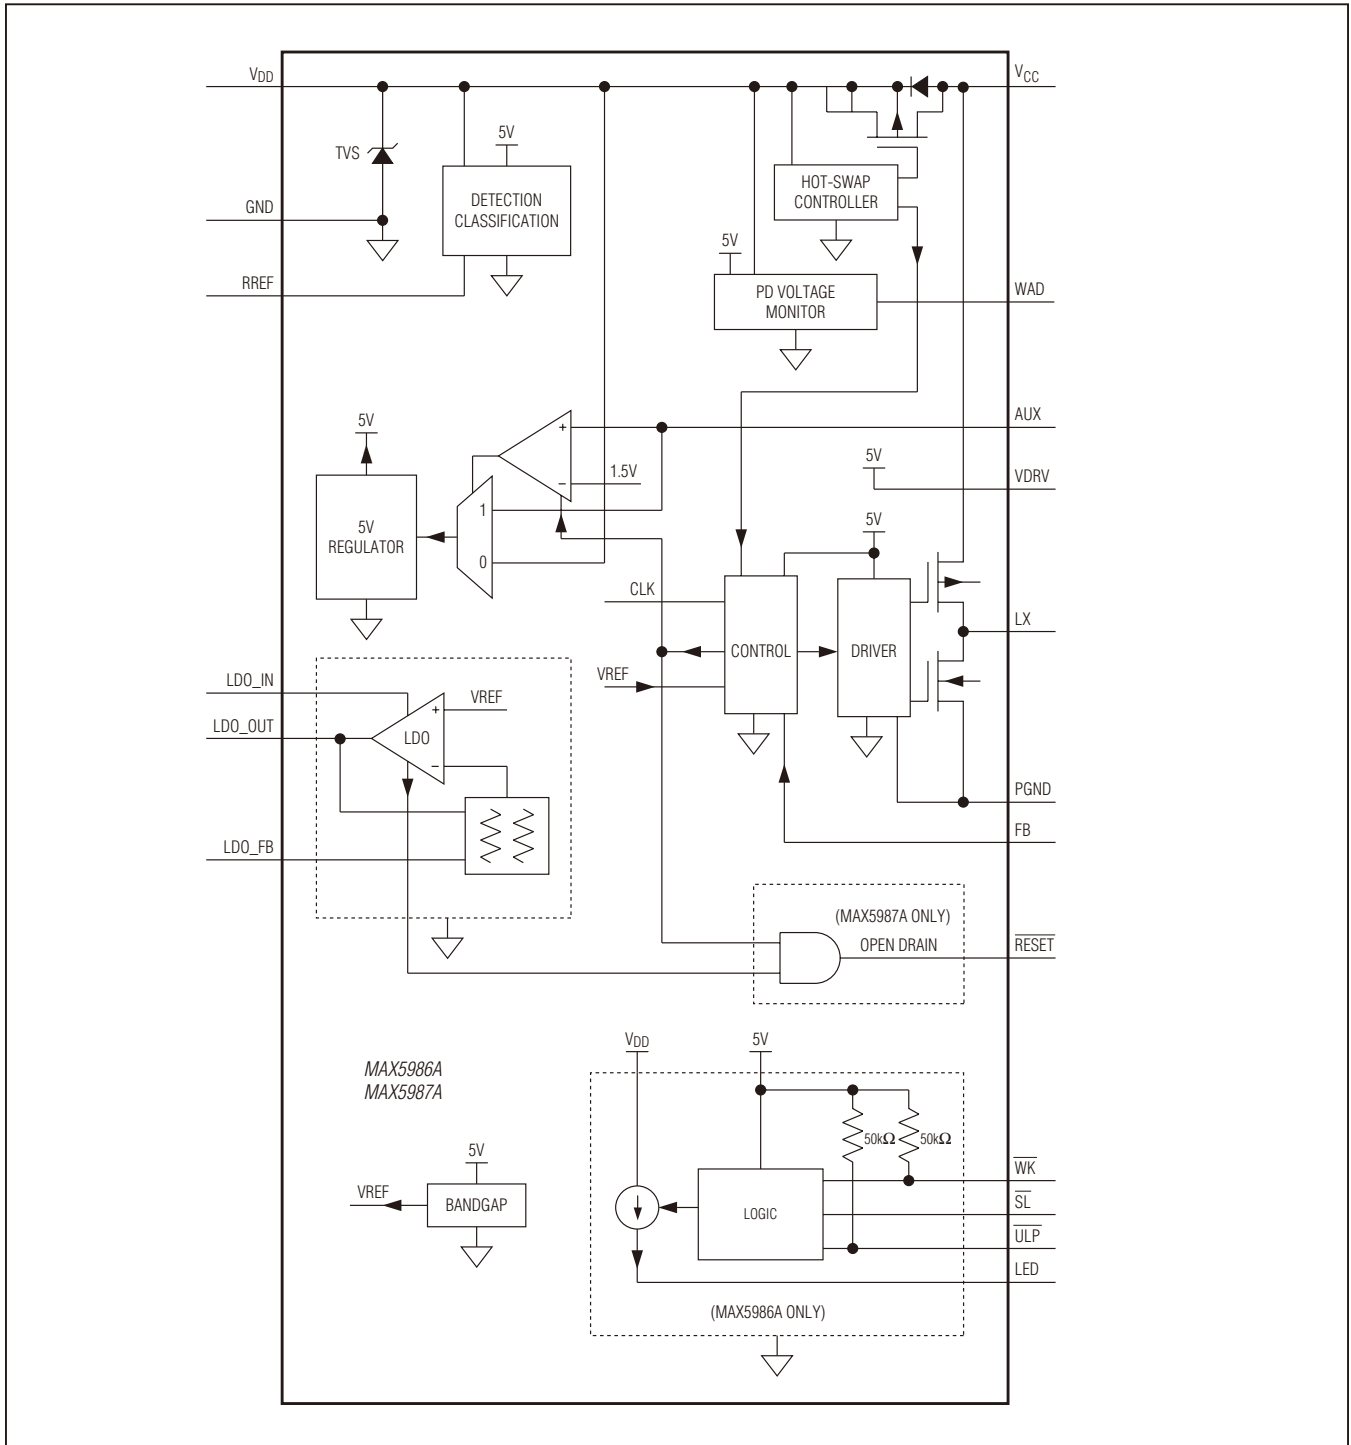 VDD
VCC
5V
TVS
DETECTION
CLASSIFICATION
HOT-SWAP
CONTROLLER
GND
5V
RREF
PD VOLTAGE
MONITOR
WAD
5V
+
AUX
5V
1.5V
−
VDRV
1
5V
REGULATOR
5V
0
CLK
LX
CONTROL
DRIVER
VREF
LDO_IN
VREF
+
LDO_OUT
LDO
−
PGND
FB
LDO_FB
(MAX5987A ONLY)
OPEN DRAIN
RESET
VDD
5V
MAX5986A
MAX5987A
50kΩ
50kΩ
5V
WK
VREF
BANDGAP
LOGIC
SL
ULP
LED
(MAX5986A ONLY)